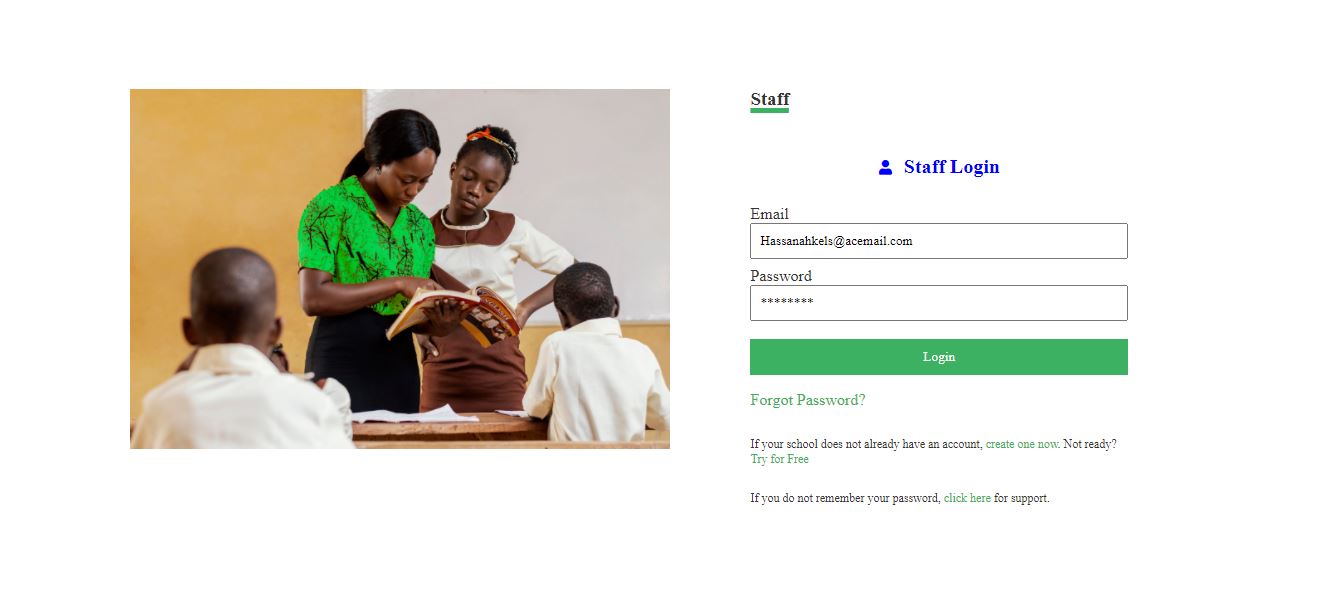 Staff
Staff Login
Email
Hassanahkels@acemail.com
Password
********
Login
Forgot Password?
If your school does not already have an account, create one now. Not ready?
Try for Free
If you do not remember your password, click here for support.